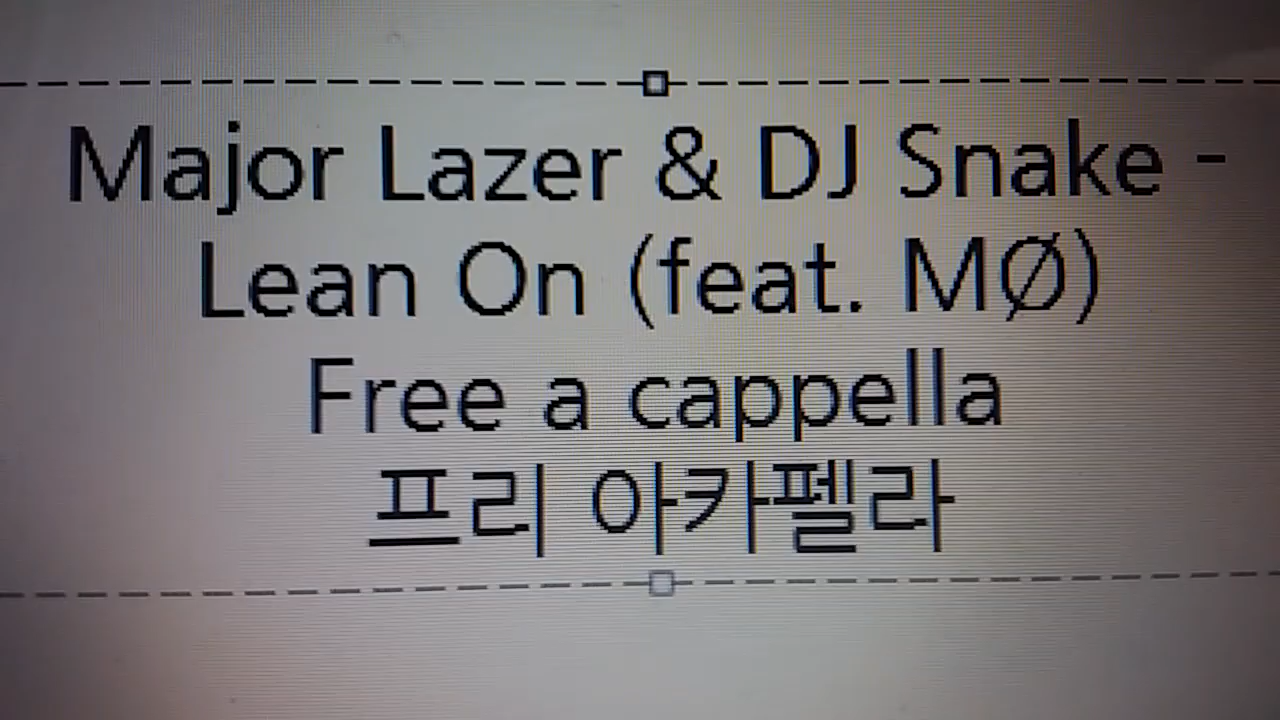 Major Lazer & DJ Snake -
Lean On (feat. MØ)
Free a cappella
프리 아카펠라